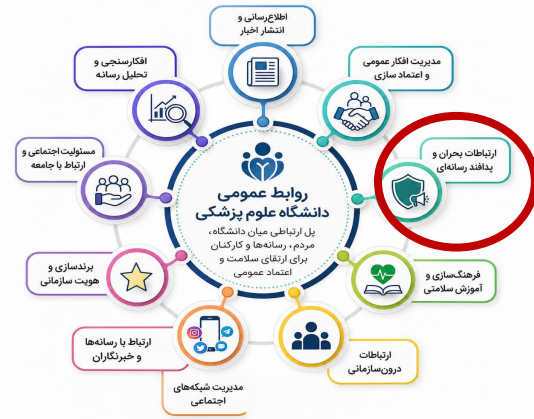 اطلاع‌رسانی و
انتشار اخبار
مدیریت افکار عمومی
و اعتماد سازی
ارتباطات بحران و
پدافند رسانه‌ای
فرهنگ‌سازی و
آموزش سلامتی
ارتباطات
درون‌سازمانی
مدیریت شبکه‌های
اجتماعی
ارتباط با رسانه‌ها
و خبرنگاران
برندسازی و
هویت سازمانی
مسئولیت اجتماعی و
ارتباط با جامعه
افکارسنجی و
تحلیل رسانه
روابط عمومی
دانشگاه علوم پزشکی
پل ارتباطی میان دانشگاه،
مردم، رسانه‌ها و کارکنان
برای ارتقای سلامت و
اعتماد عمومی